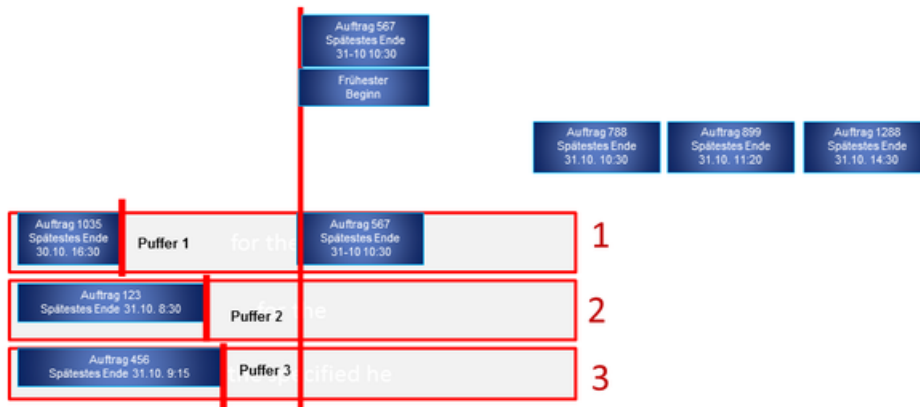 Auftrag 567
Spätestes Ende
31-10 10:30
Frühester
Beginn
Auftrag 788
Spätestes Ende
31.10. 10:30
Auftrag 899
Spätestes Ende
31.10. 11:20
Auftrag 1288
Spätestes Ende
31.10. 14:30
Auftrag 1035
Spätestes Ende
30.10. 16:30
Puffer 1
for the
Auftrag 567
Spätestes Ende
31-10 10:30
1
Auftrag 123
Spätestes Ende 31.10. 8:30
Puffer 2
for the
2
Auftrag 456
Spätestes Ende 31.10. 9:15
Puffer 3
the specified he
3